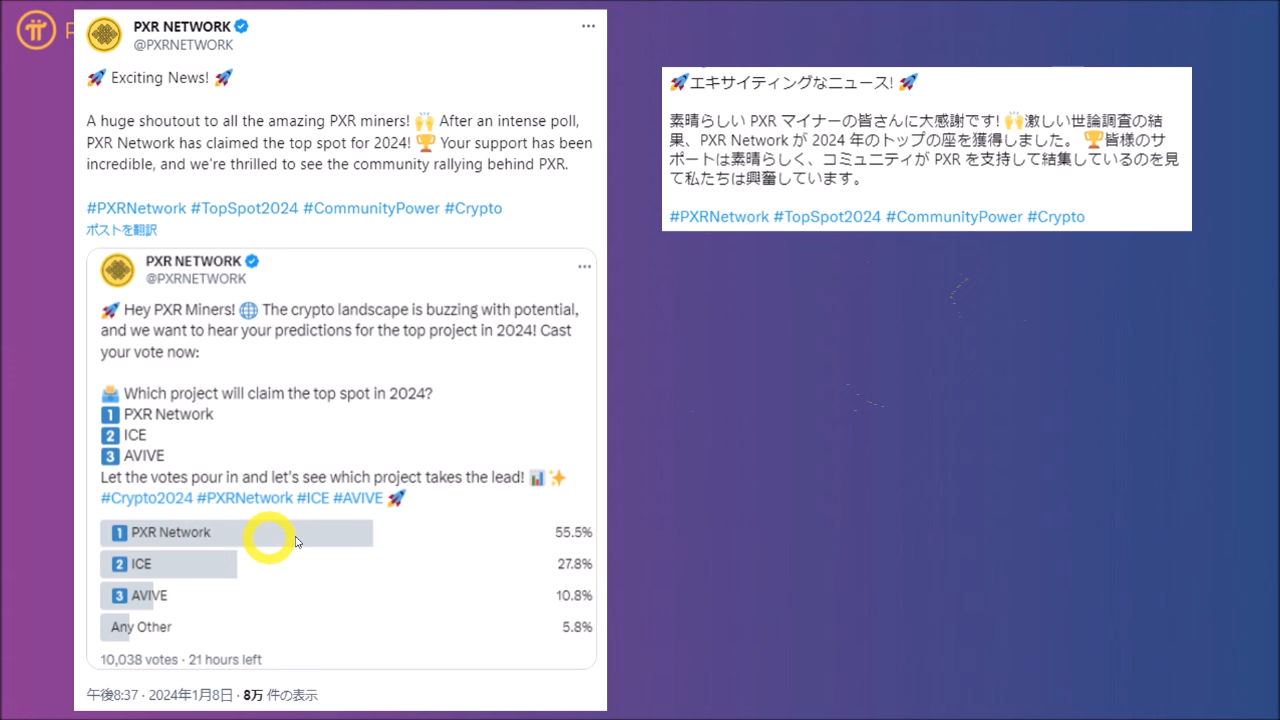 P
PXR NETWORK
@PXRNETWORK
🚀 Exciting News! 🚀
A huge shoutout to all the amazing PXR miners! 🙌 After an intense poll,
PXR Network has claimed the top spot for 2024! 🏆 Your support has been
incredible, and we're thrilled to see the community rallying behind PXR.
#PXRNetwork #TopSpot2024 #CommunityPower #Crypto
ポストを翻訳
PXR NETWORK
@PXRNETWORK
🚀 Hey PXR Miners! 🌐 The crypto landscape is buzzing with potential,
and we want to hear your predictions for the top project in 2024! Cast
your vote now:
🗳️ Which project will claim the top spot in 2024?
1️⃣ PXR Network
2️⃣ ICE
3️⃣ AVIVE
Let the votes pour in and let's see which project takes the lead! 📊 ✨
#Crypto2024 #PXRNetwork #ICE #AVIVE 🚀
1️⃣ PXR Network 55.5%
2️⃣ ICE 27.8%
3️⃣ AVIVE 10.8%
Any Other 5.8%
10,038 votes · 21 hours left
午後8:37 · 2024年1月8日 · 8万 件の表示
🚀エキサイティングなニュース! 🚀
素晴らしい PXR マイナーの皆さんに大感謝です! 🙌激しい世論調査の結
果、PXR Network が 2024 年のトップの座を獲得しました。 🏆皆様のサ
ポートは素晴らしく、コミュニティが PXR を支持して結集しているのを見
て私たちは興奮しています。
#PXRNetwork #TopSpot2024 #CommunityPower #Crypto